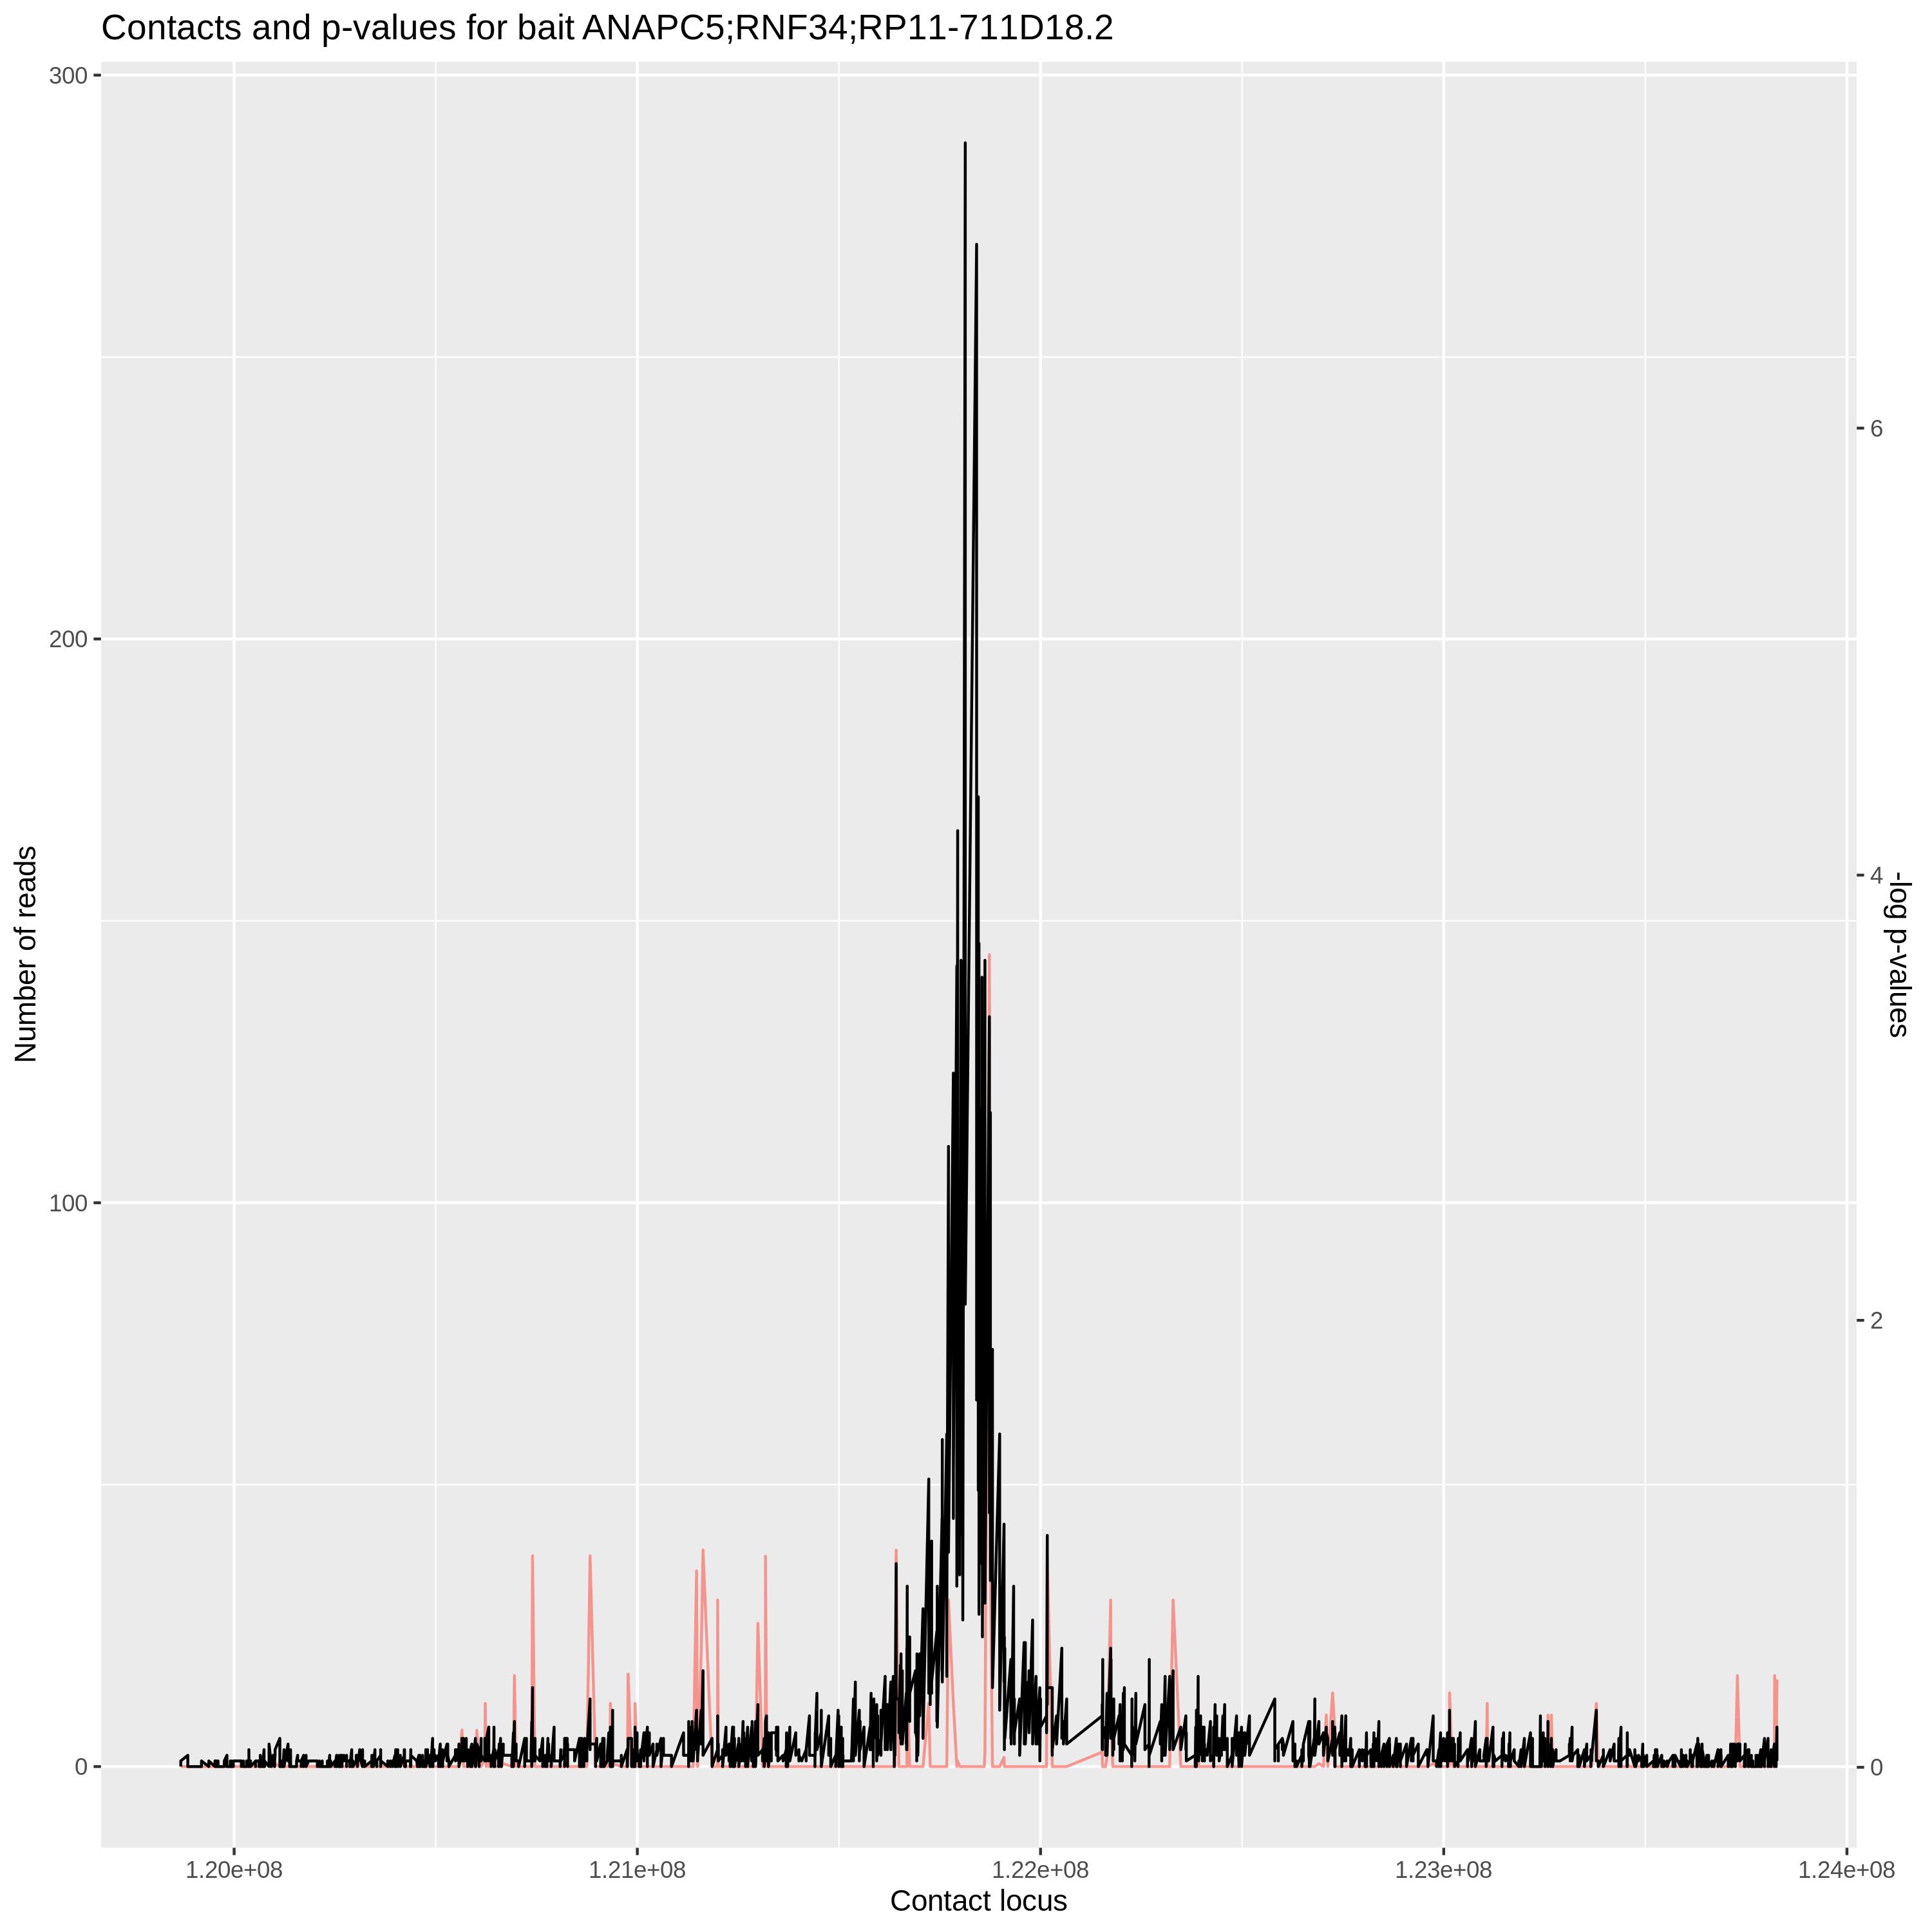 Contacts and p-values for bait ANAPC5;RNF34;RP11-711D18.2
300
200
100
0
Number of reads
6
4
2
0
-log p-values
1.20e+08
1.21e+08
1.22e+08
1.23e+08
1.24e+08
Contact locus